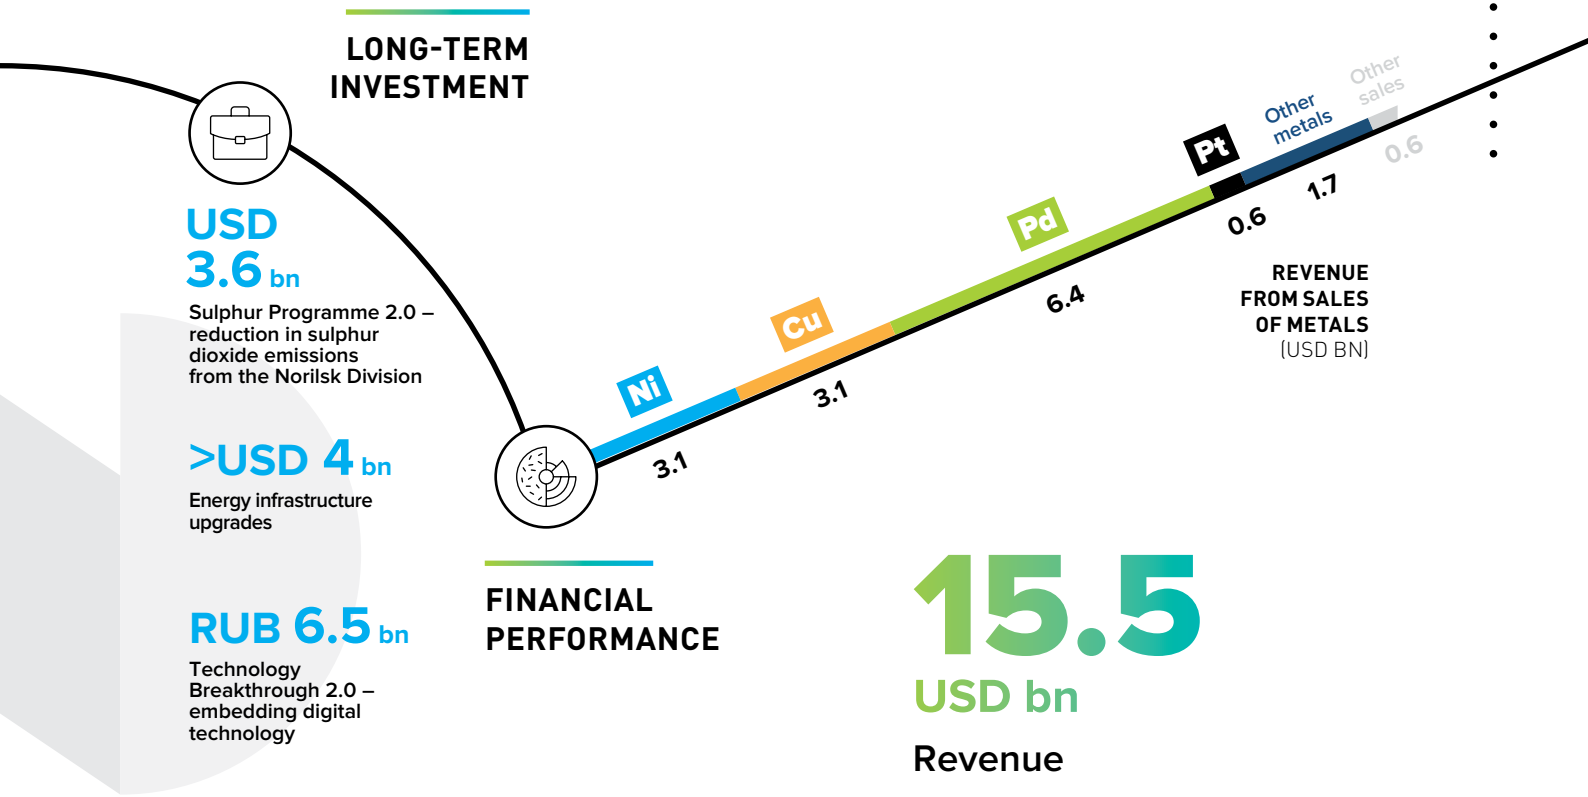 LONG-TERM
INVESTMENT
USD
3.6 bn
Sulphur Programme 2.0 –
reduction in sulphur
dioxide emissions
from the Norilsk Division
>USD 4 bn
Energy infrastructure
upgrades
RUB 6.5 bn
Technology
Breakthrough 2.0 –
embedding digital
technology
FINANCIAL
PERFORMANCE
Ni
3.1
Cu
3.1
Pd
6.4
Pt
0.6
Other
metals
1.7
Other
sales
0.6
REVENUE
FROM SALES
OF METALS
(USD BN)
15.5
USD bn
Revenue